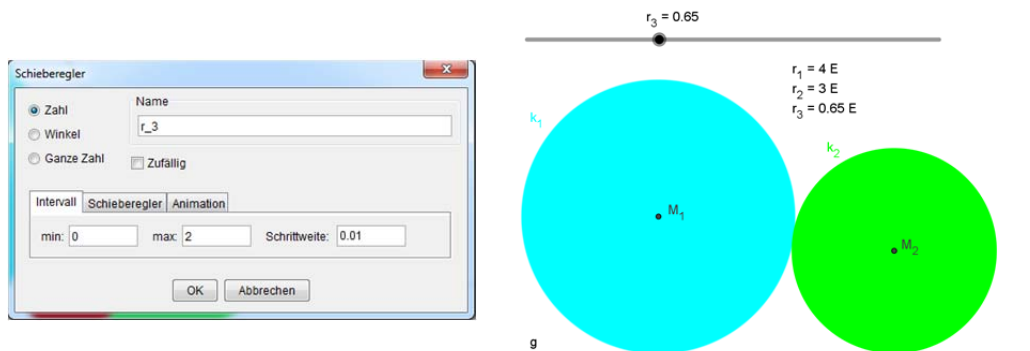 Schieberegler
Zahl
Winkel
Ganze Zahl
Name
r_3
Zufällig
Intervall Schieberegler Animation
min: 0 max: 2 Schrittweite: 0.01
OK Abbrechen
r₃ = 0.65
r₁ = 4 E
r₂ = 3 E
r₃ = 0.65 E
k₁
k₂
M₁
M₂
g